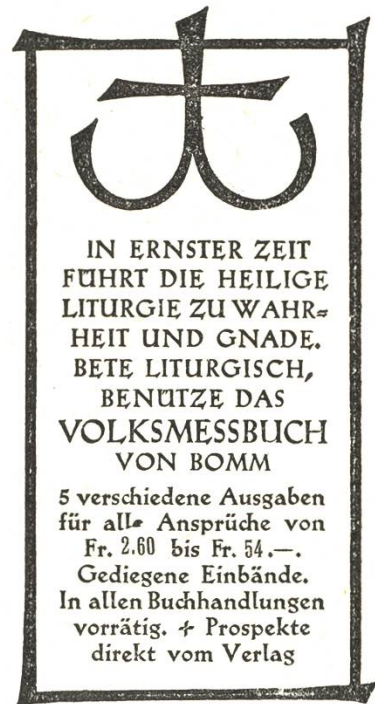 IN ERNSTER ZEIT
FÜHRT DIE HEILIGE
LITURGIE ZU WAHR=
HEIT UND GNADE.
BETE LITURGISCH,
BENÜTZE DAS
VOLKSMESSBUCH
VON BOMM
5 verschiedene Ausgaben
für alle Ansprüche von
Fr. 2.60 bis Fr. 54.—.
Gediegene Einbände.
In allen Buchhandlungen
vorrätig. ✢ Prospekte
direkt vom Verlag